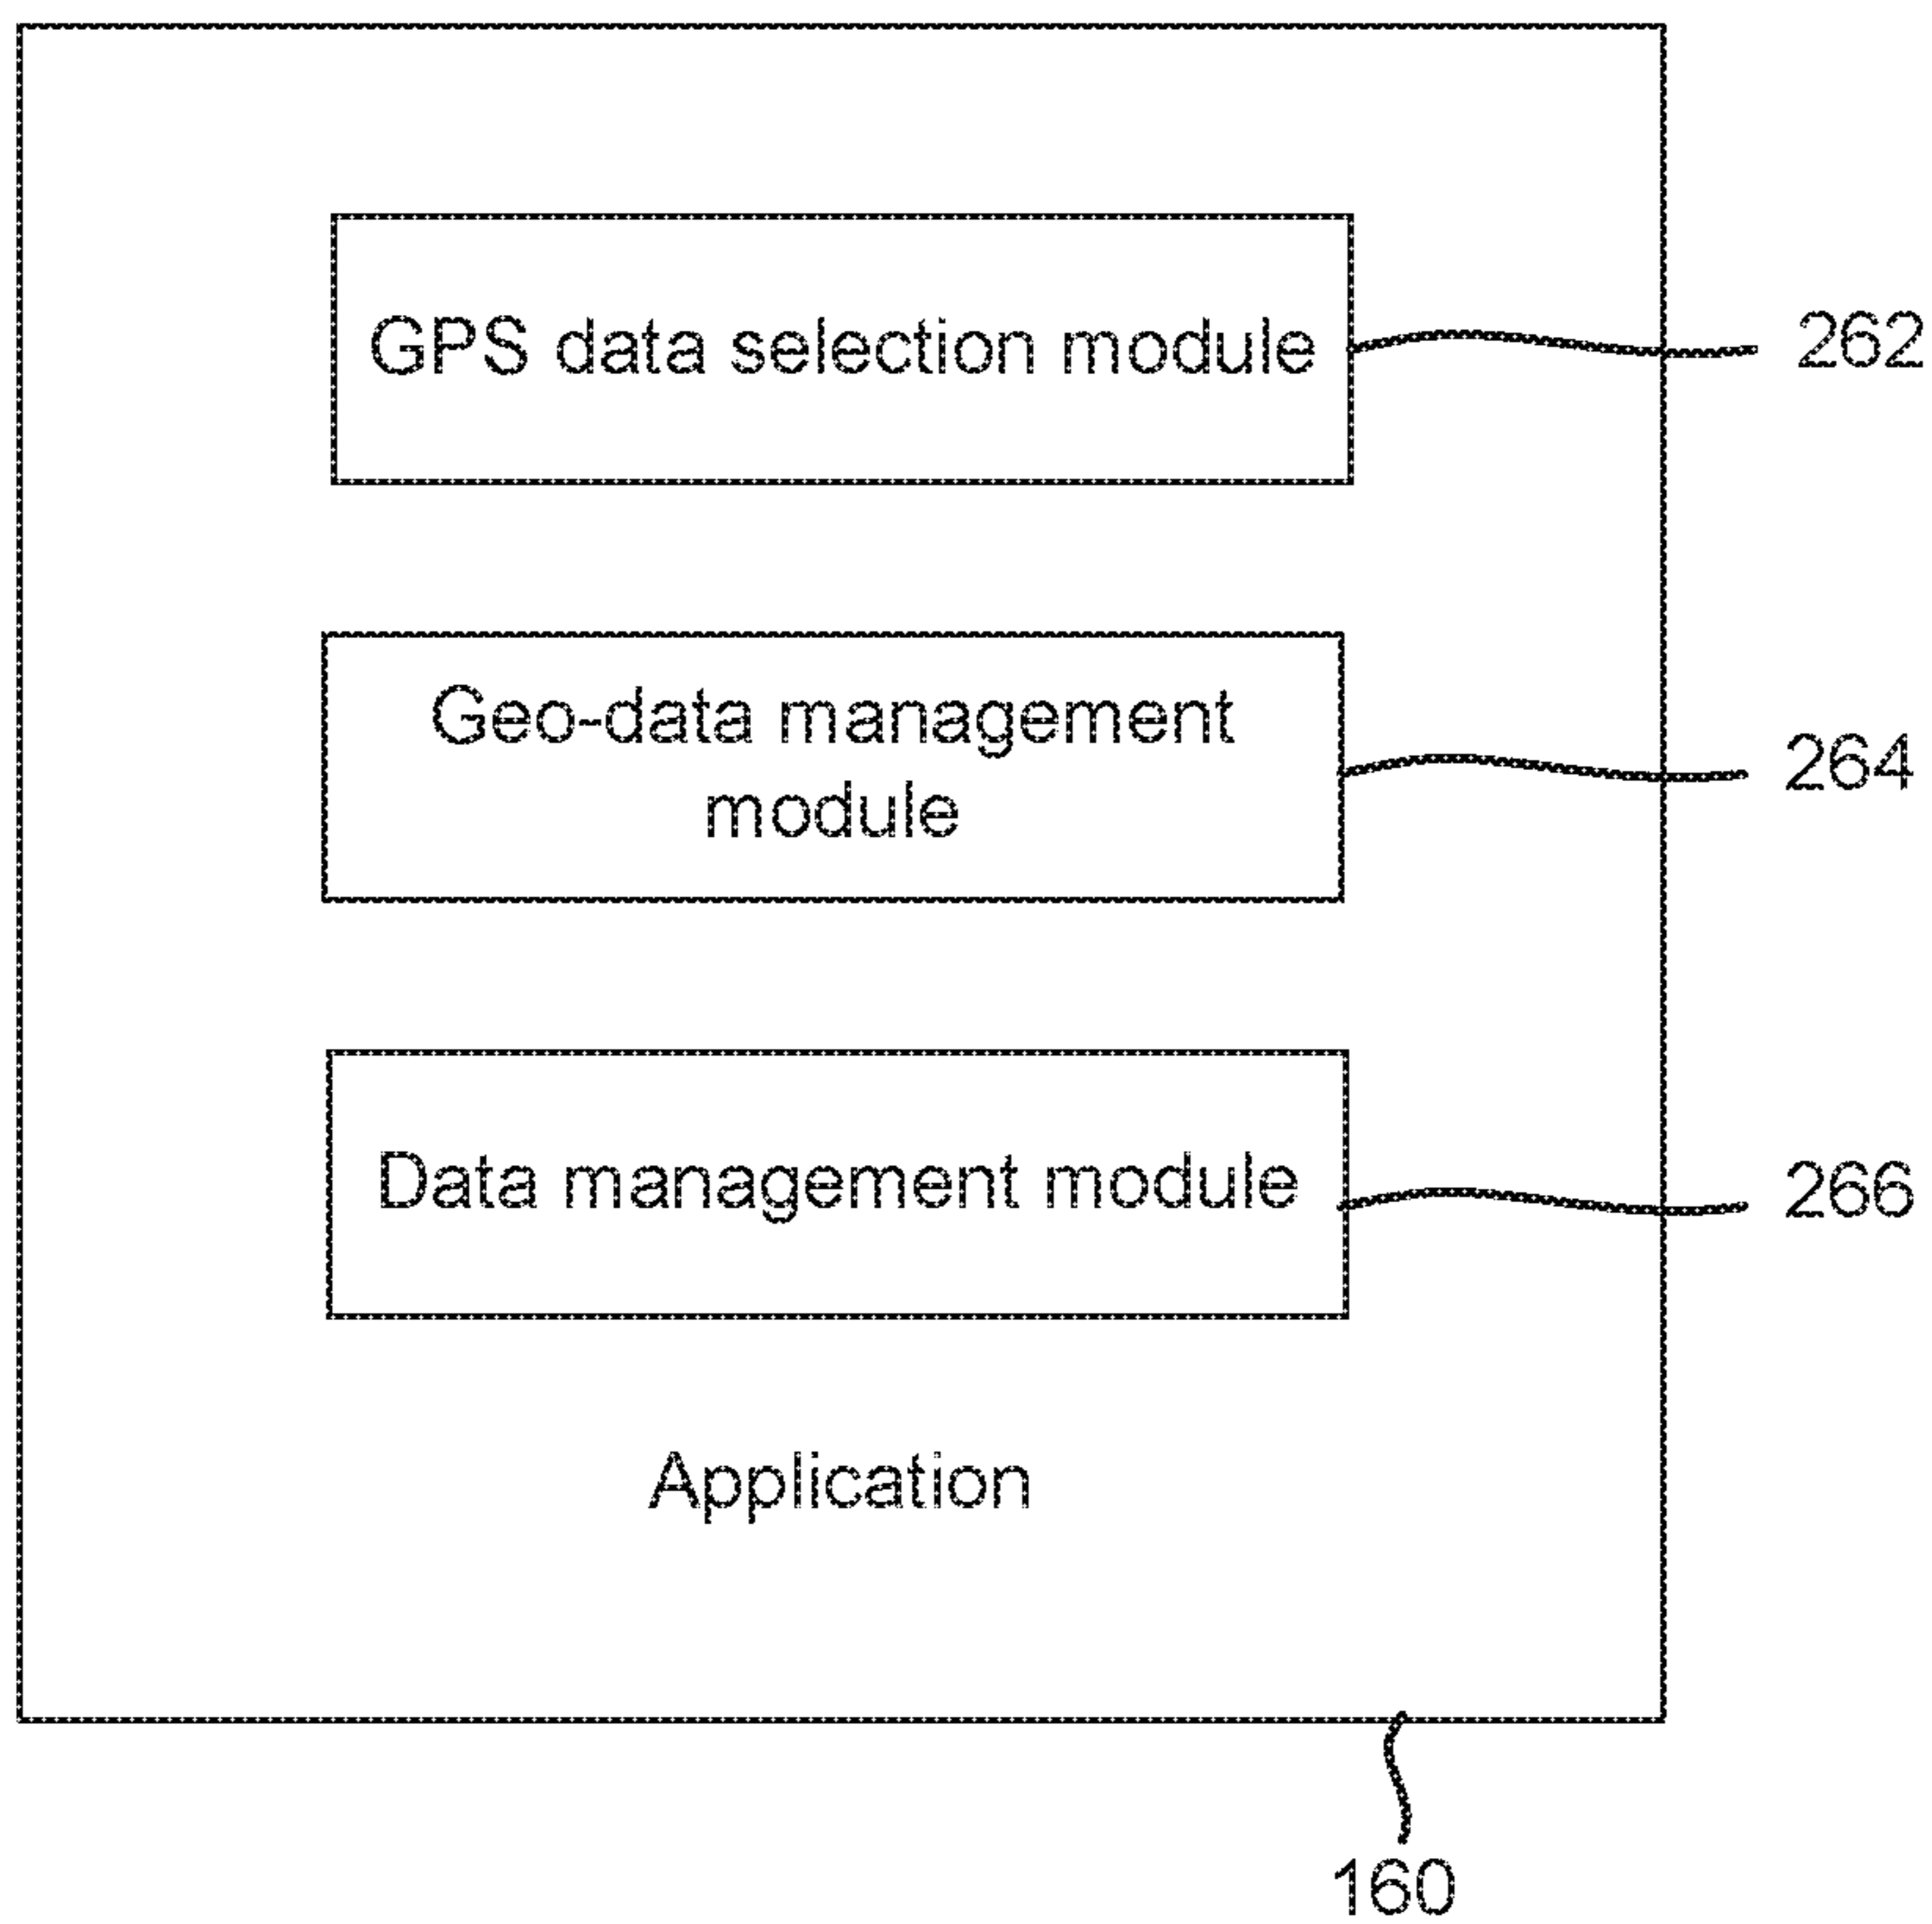 GPS data selection module
262
Geo-data management
module
264
Data management module
266
Application
160